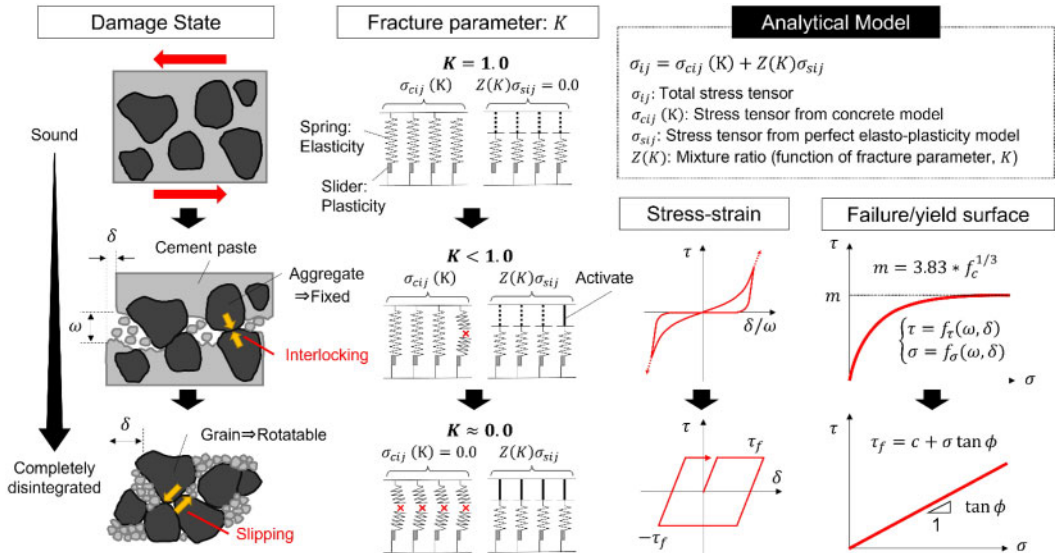 Damage State
Sound
Completely
disintegrated
δ
Cement paste
Aggregate
⇒Fixed
ω
Interlocking
δ
Grain⇒Rotatable
Slipping
Fracture parameter: K
K = 1.0
σcij (K)
Z(K)σsij = 0.0
Spring:
Elasticity
Slider:
Plasticity
K < 1.0
σcij (K)
Z(K)σsij
Activate
K ≈ 0.0
σcij (K) = 0.0
Z(K)σsij
Analytical Model
σij = σcij (K) + Z(K)σsij
σij: Total stress tensor
σcij (K): Stress tensor from concrete model
σsij: Stress tensor from perfect elasto-plasticity model
Z(K): Mixture ratio (function of fracture parameter, K)
Stress-strain
τ
δ/ω
τ
τf
δ
−τf
Failure/yield surface
τ
m = 3.83 * fc^1/3
m
{τ = fτ(ω, δ)
σ = fσ(ω, δ)
σ
τ
τf = c + σ tan ϕ
tan ϕ
1
σ